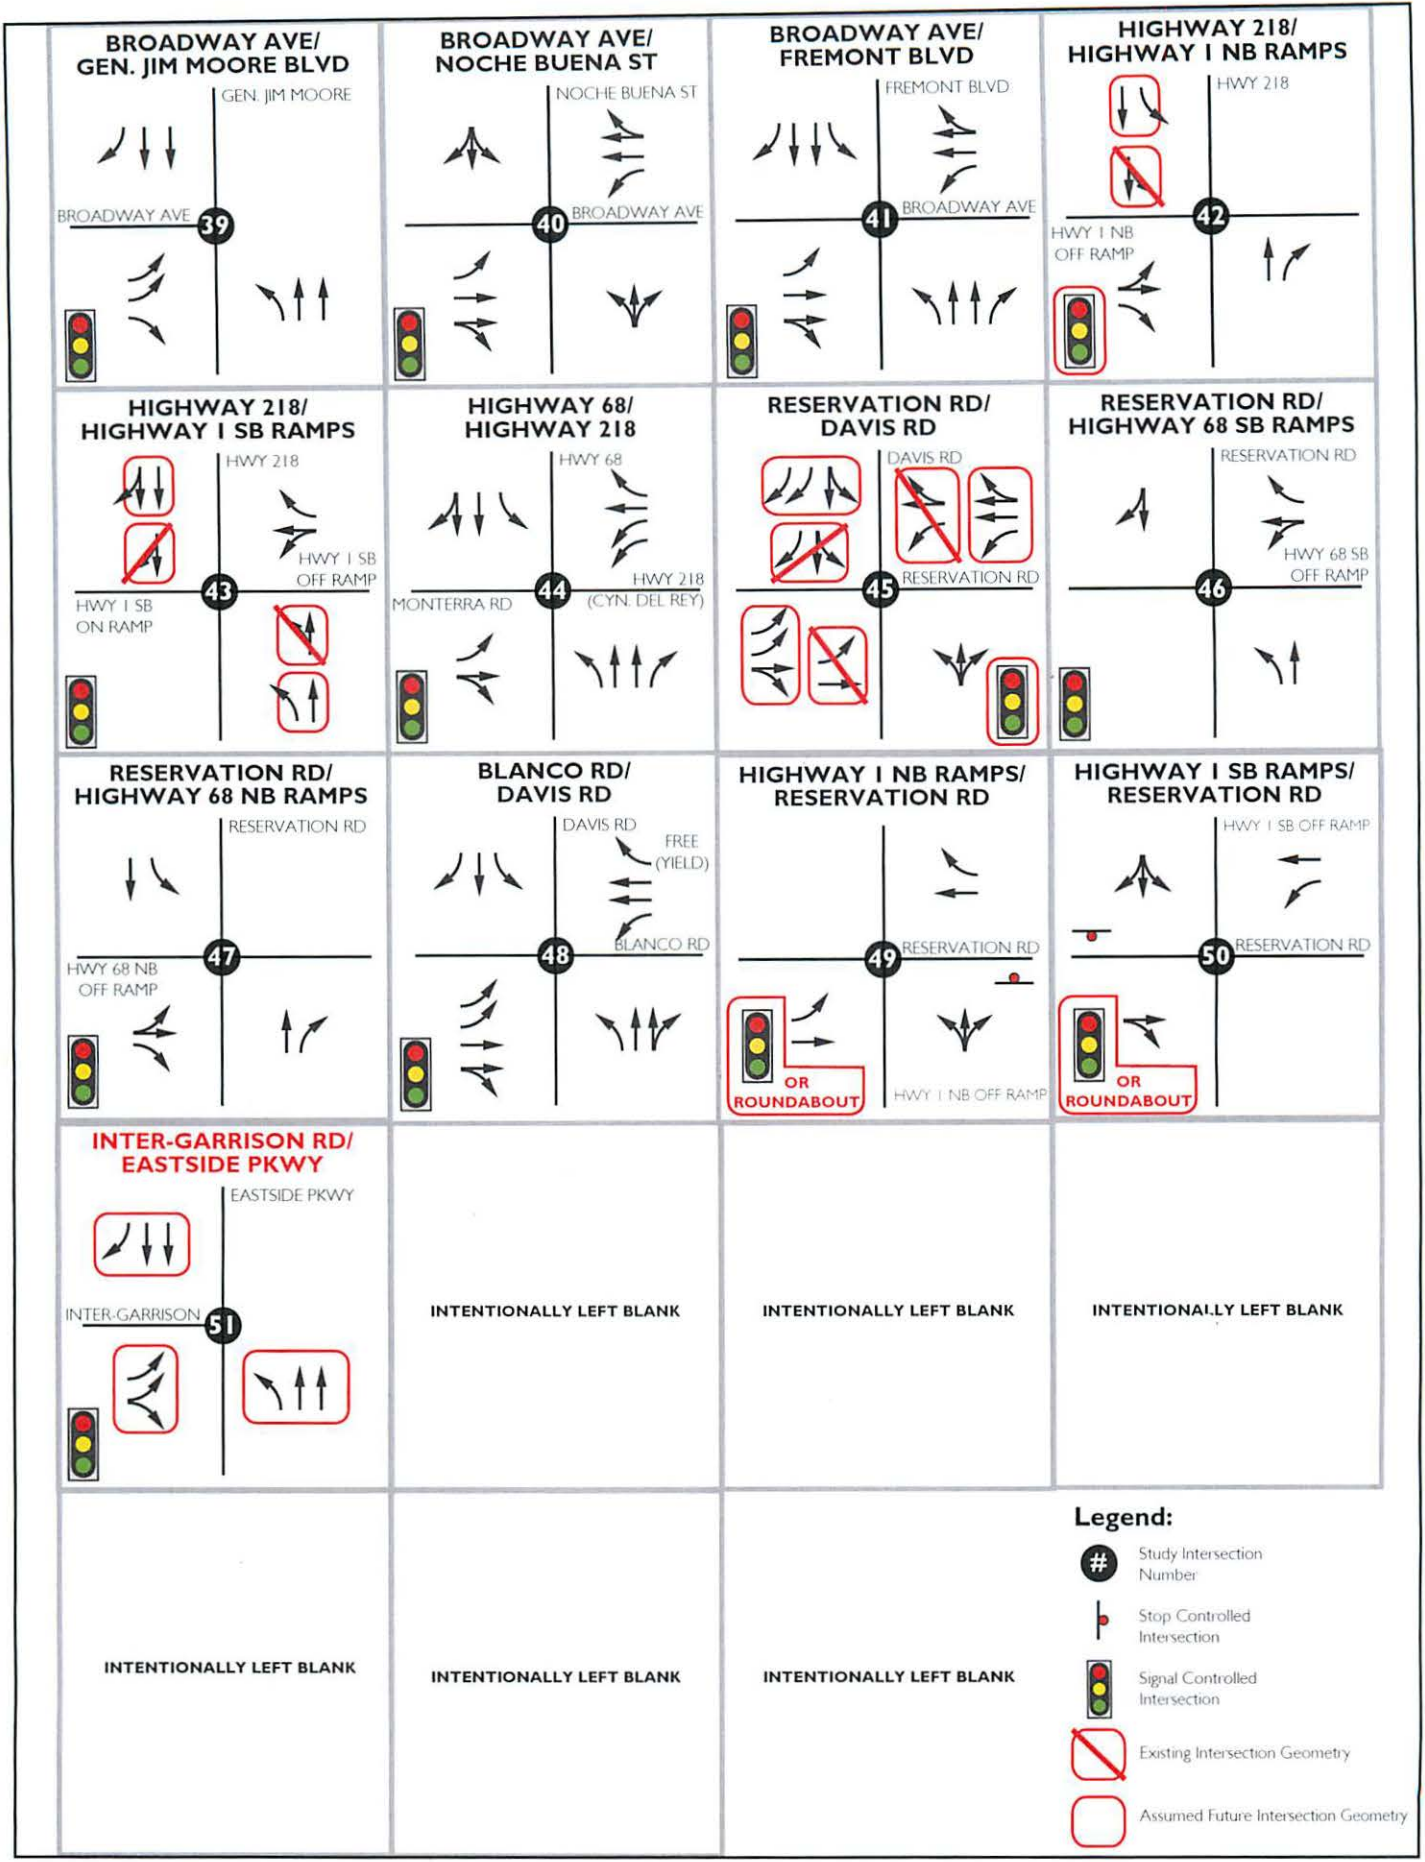 BROADWAY AVE/
GEN. JIM MOORE BLVD
GEN. JIM MOORE
BROADWAY AVE
39
BROADWAY AVE/
NOCHE BUENA ST
NOCHE BUENA ST
40
BROADWAY AVE
BROADWAY AVE/
FREMONT BLVD
FREMONT BLVD
41
BROADWAY AVE
HIGHWAY 218/
HIGHWAY 1 NB RAMPS
HWY 218
42
HWY 1 NB
OFF RAMP
HIGHWAY 218/
HIGHWAY 1 SB RAMPS
HWY 218
HWY 1 SB
OFF RAMP
43
HWY 1 SB
ON RAMP
HIGHWAY 68/
HIGHWAY 218
HWY 68
HWY 218
(CYN. DEL REY)
44
MONTERRA RD
RESERVATION RD/
DAVIS RD
DAVIS RD
45
RESERVATION RD
RESERVATION RD/
HIGHWAY 68 SB RAMPS
RESERVATION RD
HWY 68 SB
OFF RAMP
46
RESERVATION RD/
HIGHWAY 68 NB RAMPS
RESERVATION RD
47
HWY 68 NB
OFF RAMP
BLANCO RD/
DAVIS RD
DAVIS RD
FREE
(YIELD)
BLANCO RD
48
HIGHWAY 1 NB RAMPS/
RESERVATION RD
49
RESERVATION RD
OR
ROUNDABOUT
HWY 1 NB OFF RAMP
HIGHWAY 1 SB RAMPS/
RESERVATION RD
HWY 1 SB OFF RAMP
50
RESERVATION RD
OR
ROUNDABOUT
INTER-GARRISON RD/
EASTSIDE PKWY
EASTSIDE PKWY
INTER-GARRISON
51
INTENTIONALLY LEFT BLANK
INTENTIONALLY LEFT BLANK
INTENTIONALLY LEFT BLANK
INTENTIONALLY LEFT BLANK
INTENTIONALLY LEFT BLANK
INTENTIONALLY LEFT BLANK
Legend:
#
Study Intersection
Number
Stop Controlled
Intersection
Signal Controlled
Intersection
Existing Intersection Geometry
Assumed Future Intersection Geometry